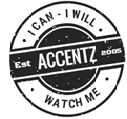 I CAN - I WILL
Est ACCENTZ 2005
WATCH ME